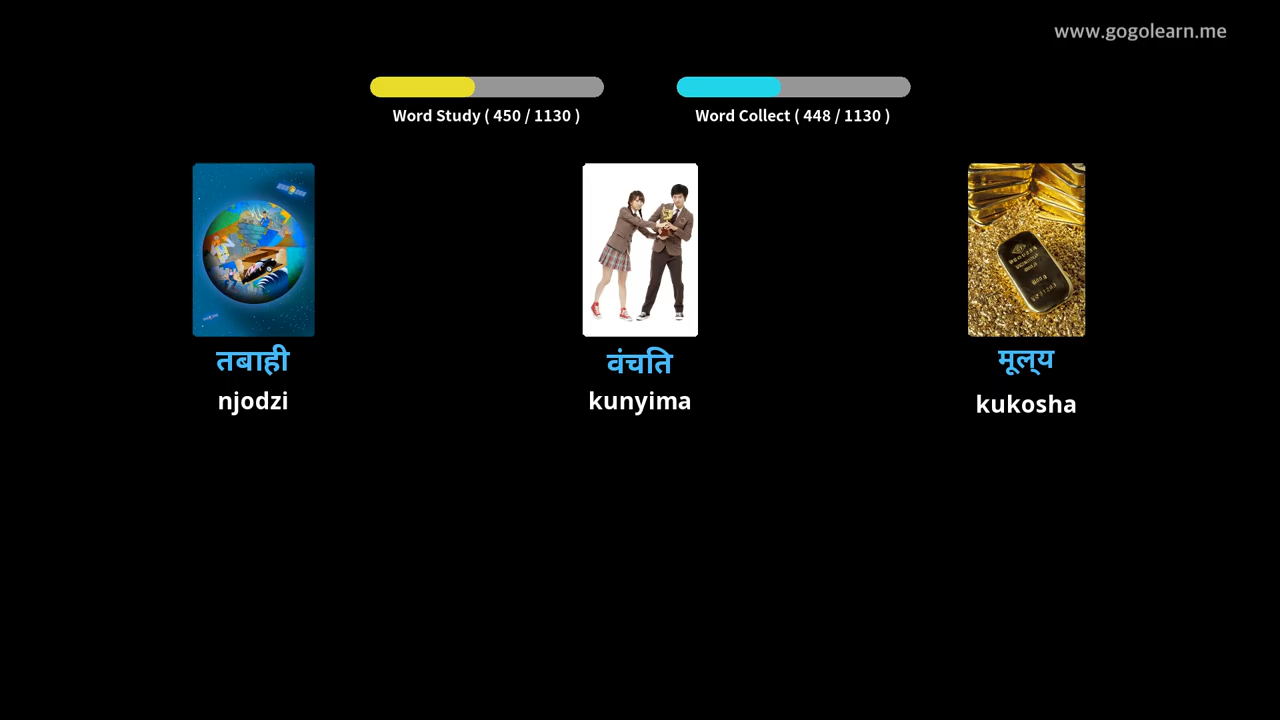 www.gogolearn.me
Word Study ( 450 / 1130 )
Word Collect ( 448 / 1130 )
तबाही
वंचति
मूल्य
njodzi
kunyima
kukosha